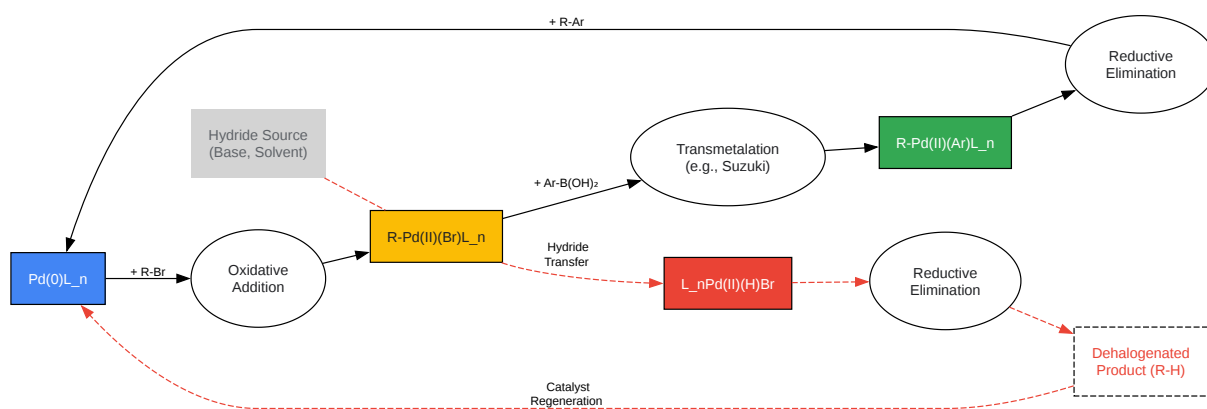 + R-Ar
Reductive
Elimination
Hydride Source
(Base, Solvent)
Transmetalation
(e.g., Suzuki)
R-Pd(II)(Ar)L_n
+ Ar-B(OH)₂
R-Pd(II)(Br)L_n
Hydride
Transfer
Pd(0)L_n
+ R-Br
Oxidative
Addition
L_nPd(II)(H)Br
Reductive
Elimination
Dehalogenated
Product (R-H)
Catalyst
Regeneration